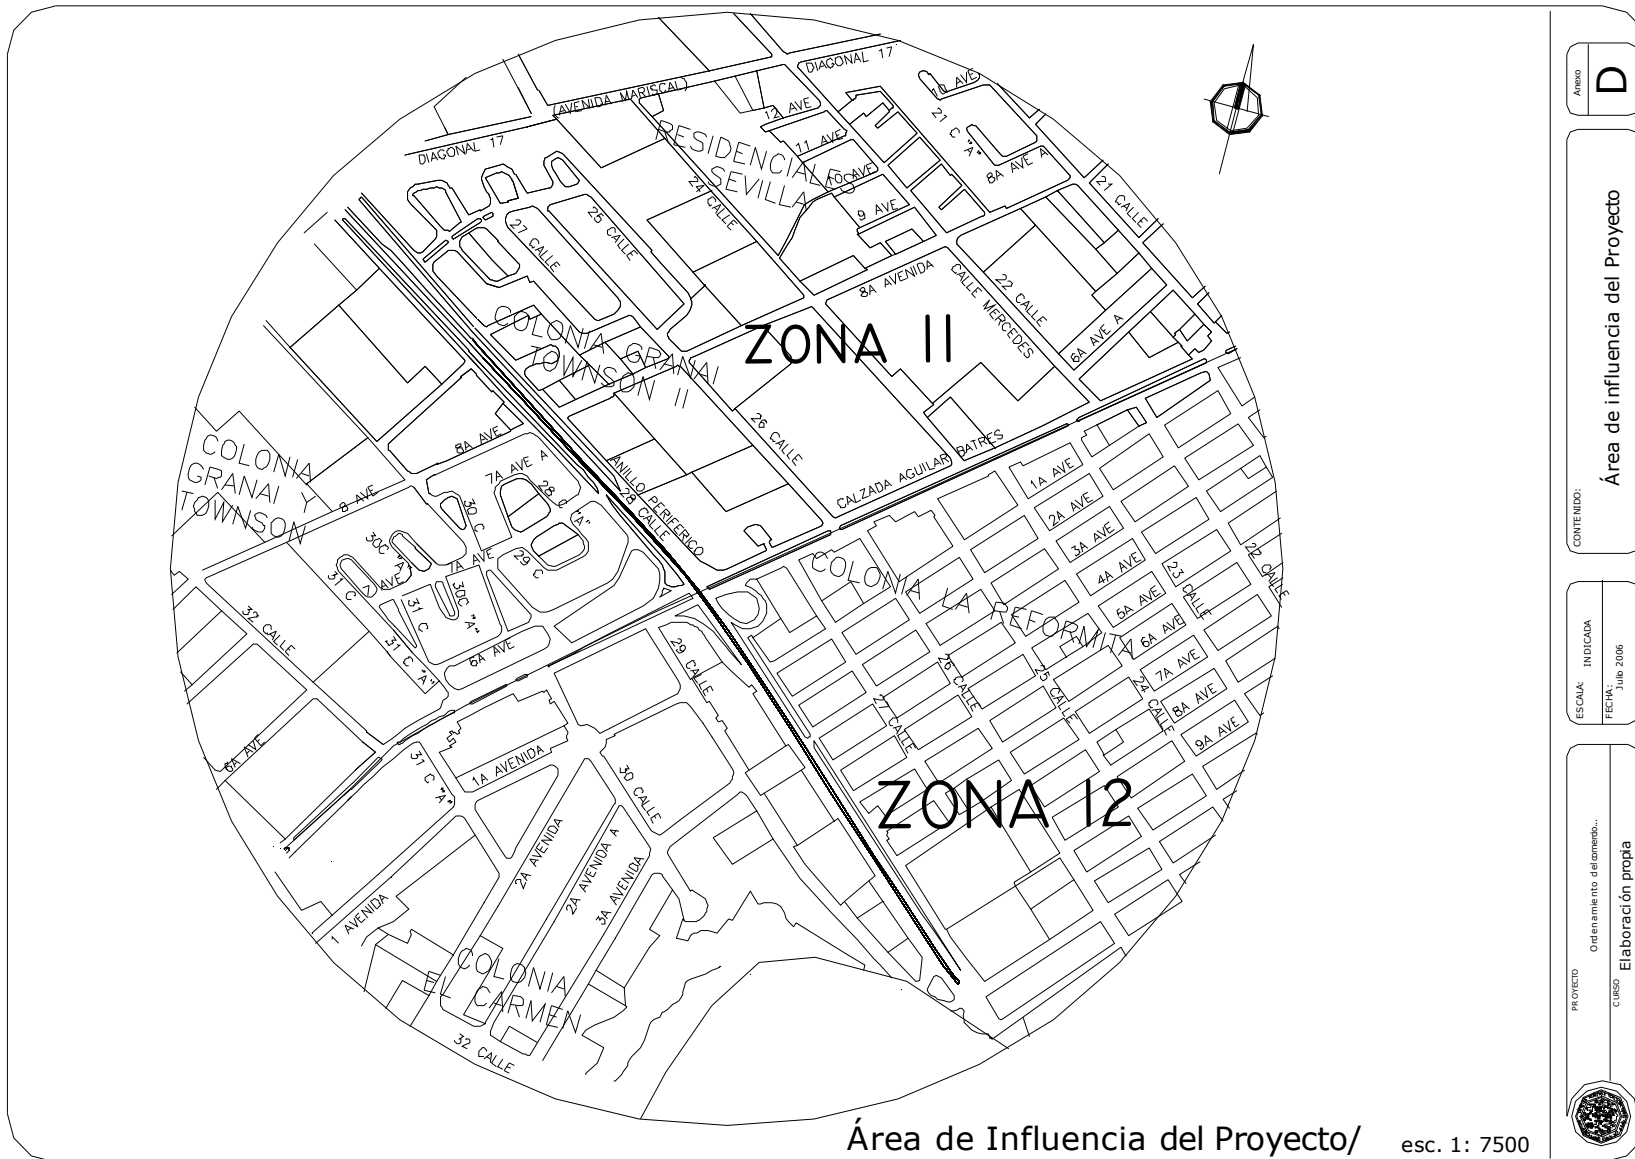 DIAGONAL 17
(AVENIDA MARISCAL)
DIAGONAL 17
12 AVE
11 AVE
10 AVE
9 AVE
10 AVE
21 C "A"
8A AVE A
21 CALLE
RESIDENCIALES
SEVILLA
24 CALLE
25 CALLE
27 CALLE
8A AVENIDA
CALLE MERCEDES
22 CALLE
6A AVE A
ZONA 11
COLONIA GRANAI
TOWNSON II
26 CALLE
CALZADA AGUILAR BATRES
ANILLO PERIFERICO
28 CALLE
COLONIA
GRANAI Y
TOWNSON
8A AVE
7A AVE A
28 C "A"
8 AVE
30 C
30C "A"
7A AVE
29 C
31 C
7 AVE
31 C
30C "A"
31 C "A"
6A AVE
32 CALLE
6A AVE
COLONIA LA REFORMITA
1A AVE
2A AVE
3A AVE
4A AVE
5A AVE
6A AVE
7A AVE
8A AVE
9A AVE
22 CALLE
23 CALLE
24 CALLE
25 CALLE
26 CALLE
27 CALLE
ZONA 12
29 CALLE
30 CALLE
31 C "A"
1A AVENIDA
2A AVENIDA
2A AVENIDA A
3A AVENIDA
1 AVENIDA
COLONIA
EL CARMEN
32 CALLE
Área de Influencia del Proyecto/ esc. 1: 7500
Anexo
D
CONTENIDO:
Área de influencia del Proyecto
ESCALA: INDICADA
FECHA: Julio 2006
PROYECTO
Ordenamiento del comercio...
CURSO
Elaboración propia